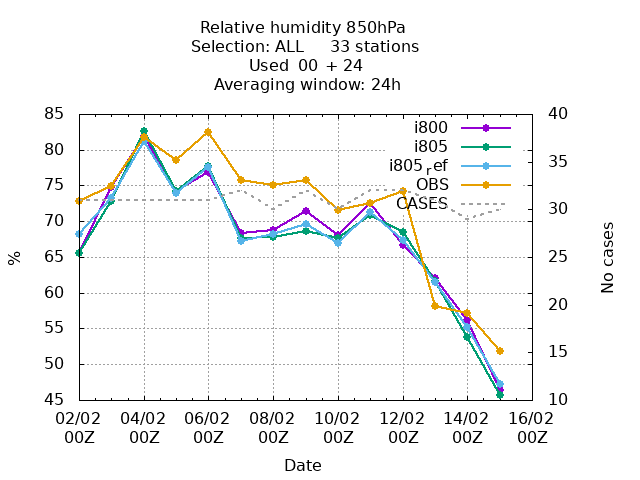 Relative humidity 850hPa
Selection: ALL 33 stations
Used 00 + 24
Averaging window: 24h
85
80
75
70
65
60
55
50
45
%
40
35
30
25
20
15
10
No cases
i800
i805
i805ref
OBS
CASES
02/02 04/02 06/02 08/02 10/02 12/02 14/02 16/02
00Z 00Z 00Z 00Z 00Z 00Z 00Z 00Z
Date